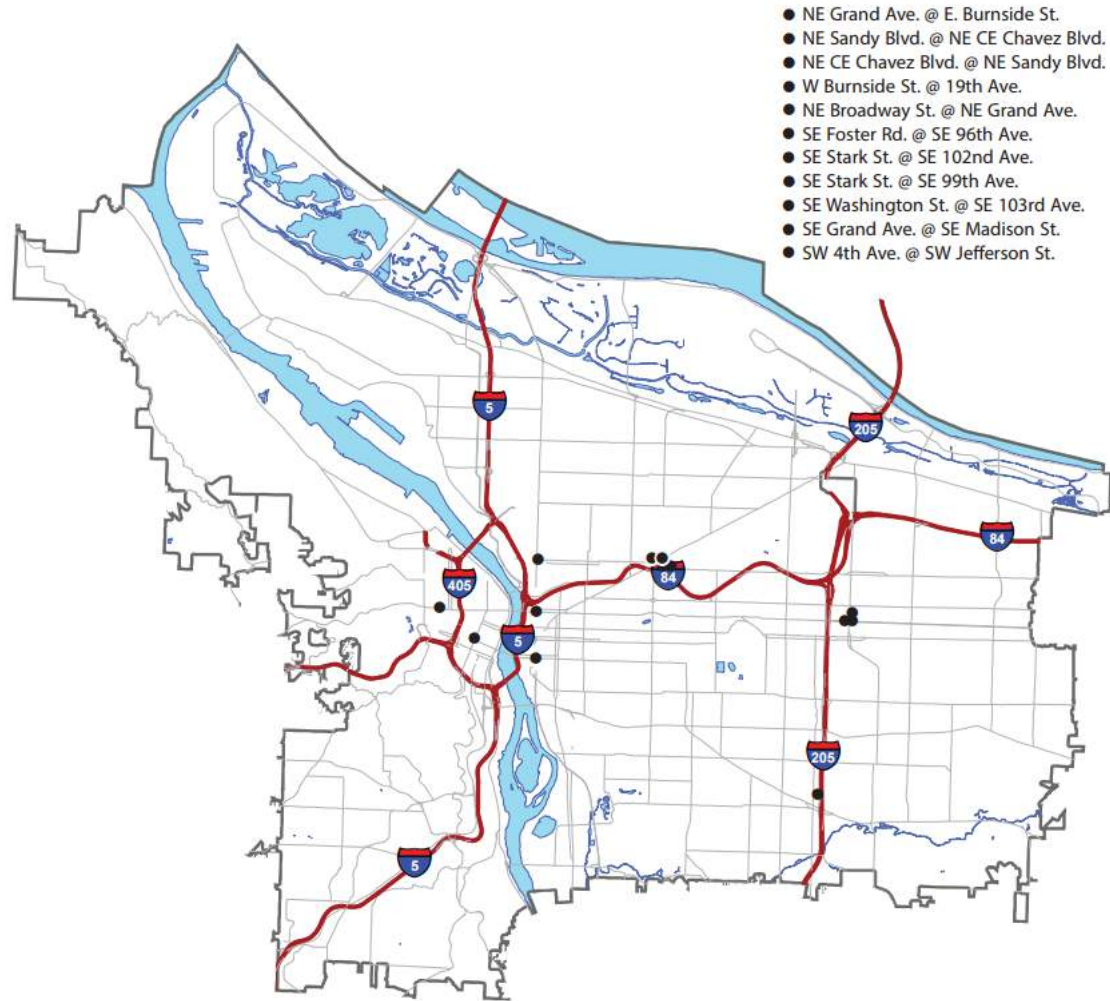 NE Grand Ave. @ E. Burnside St.
NE Sandy Blvd. @ NE CE Chavez Blvd.
NE CE Chavez Blvd. @ NE Sandy Blvd.
W Burnside St. @ 19th Ave.
NE Broadway St. @ NE Grand Ave.
SE Foster Rd. @ SE 96th Ave.
SE Stark St. @ SE 102nd Ave.
SE Stark St. @ SE 99th Ave.
SE Washington St. @ SE 103rd Ave.
SE Grand Ave. @ SE Madison St.
SW 4th Ave. @ SW Jefferson St.
5
205
84
405
84
5
205
5